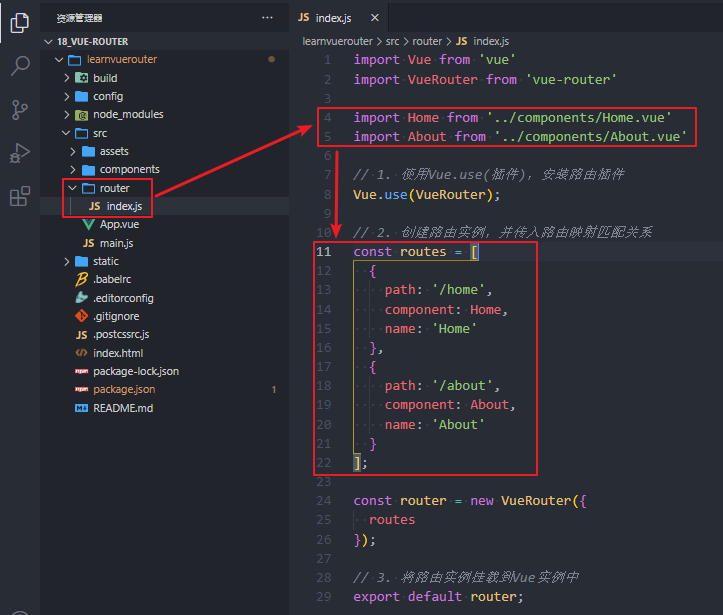 资源管理器
···
18_VUE-ROUTER
learnvuerouter
build
config
node_modules
src
assets
components
router
JS index.js
App.vue
JS main.js
static
.babelrc
.editorconfig
.gitignore
JS .postcssrc.js
index.html
package-lock.json
package.json 1
README.md
JS index.js ×
learnvuerouter > src > router > JS index.js
1 import Vue from 'vue'
2 import VueRouter from 'vue-router'
3
4 import Home from '../components/Home.vue'
5 import About from '../components/About.vue'
6
7 // 1. 使用Vue.use(插件), 安装路由插件
8 Vue.use(VueRouter);
9
10 // 2. 创建路由实例, 并传入路由映射匹配关系
11 const routes = [
12 {
13 path: '/home',
14 component: Home,
15 name: 'Home'
16 },
17 {
18 path: '/about',
19 component: About,
20 name: 'About'
21 }
22 ];
23
24 const router = new VueRouter({
25 routes
26 });
27
28 // 3. 将路由实例挂载到Vue实例中
29 export default router;